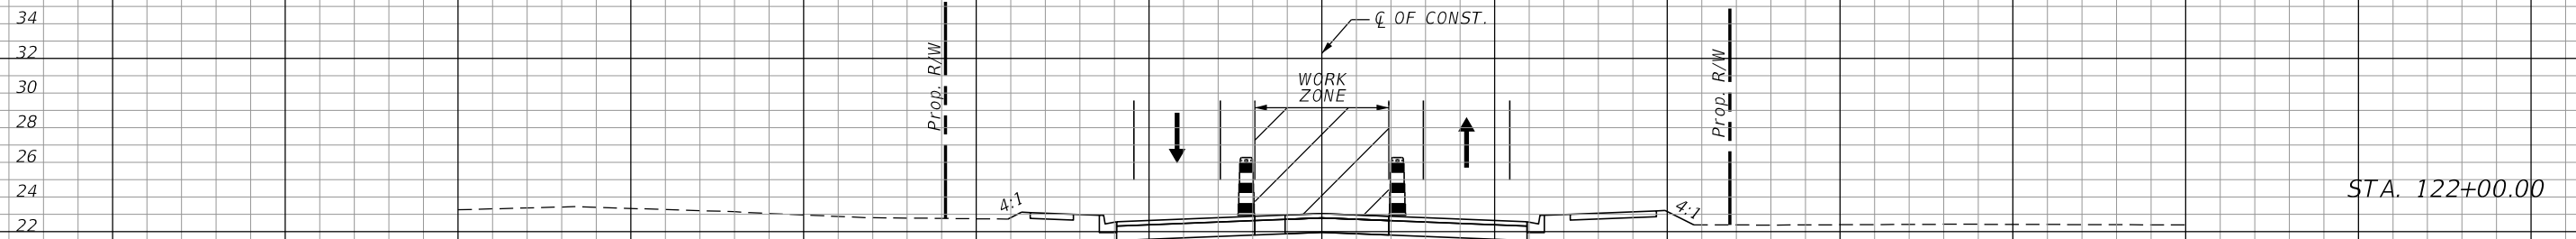 34
℄ OF CONST.
32
Prop. R/W
Prop. R/W
30
WORK
ZONE
28
26
24
4:1
4:1
STA. 122+00.00
22